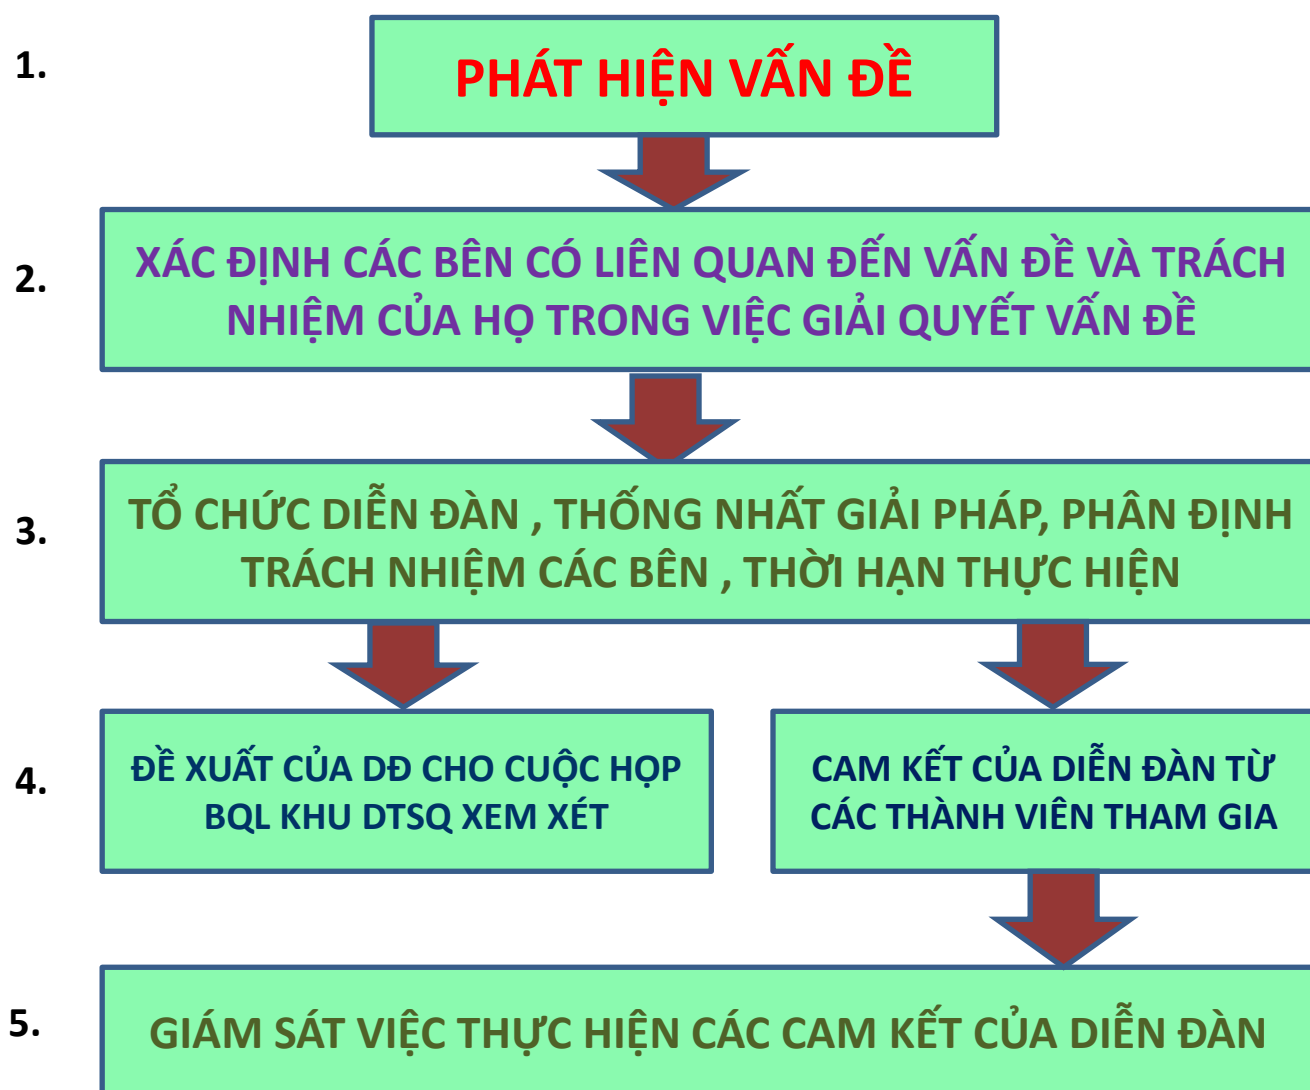 1.
PHÁT HIỆN VẤN ĐỀ
2.
XÁC ĐỊNH CÁC BÊN CÓ LIÊN QUAN ĐẾN VẤN ĐỀ VÀ TRÁCH
NHIỆM CỦA HỌ TRONG VIỆC GIẢI QUYẾT VẤN ĐỀ
3.
TỔ CHỨC DIỄN ĐÀN , THỐNG NHẤT GIẢI PHÁP, PHÂN ĐỊNH
TRÁCH NHIỆM CÁC BÊN , THỜI HẠN THỰC HIỆN
4.
ĐỀ XUẤT CỦA DĐ CHO CUỘC HỌP
BQL KHU DTSQ XEM XÉT
CAM KẾT CỦA DIỄN ĐÀN TỪ
CÁC THÀNH VIÊN THAM GIA
5.
GIÁM SÁT VIỆC THỰC HIỆN CÁC CAM KẾT CỦA DIỄN ĐÀN